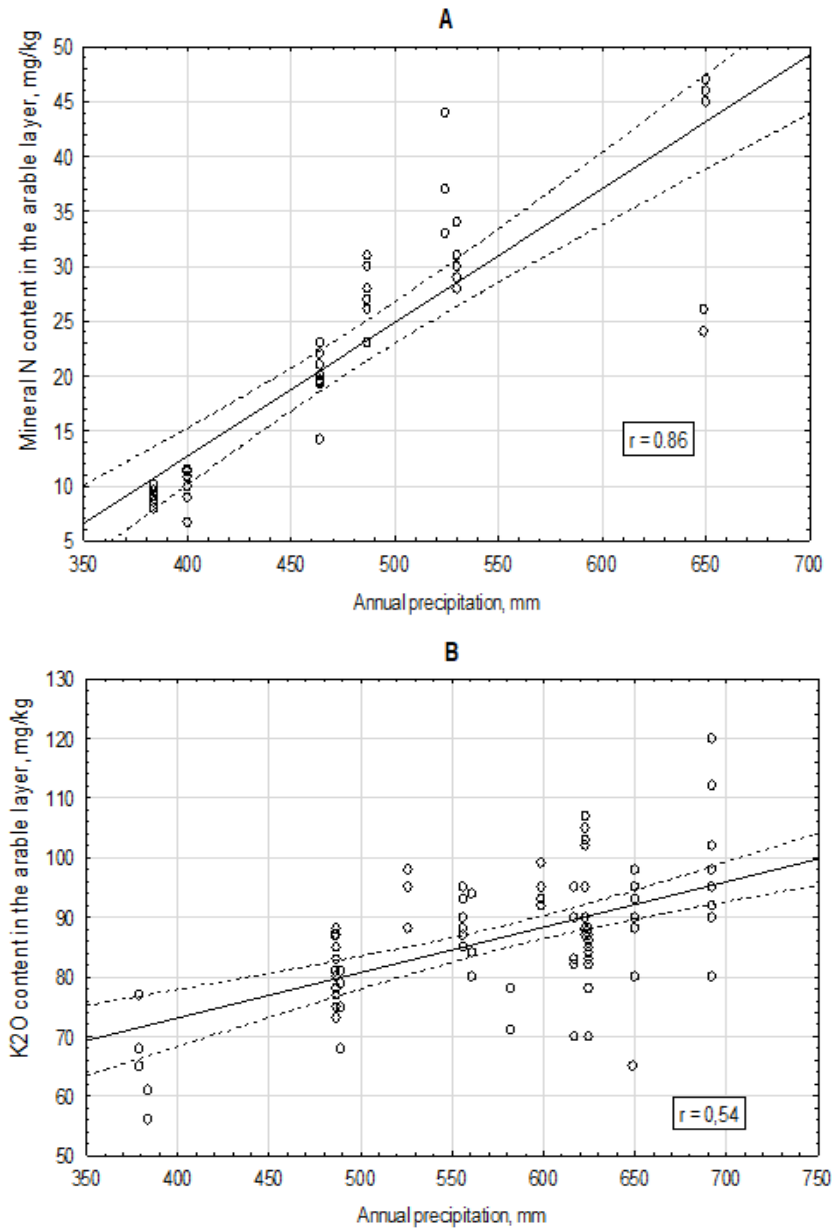 A
Mineral N content in the arable layer, mg/kg
50
45
40
35
30
25
20
15
10
5
r = 0.86
350 400 450 500 550 600 650 700
Annual precipitation, mm
B
K2O content in the arable layer, mg/kg
130
120
110
100
90
80
70
60
50
r = 0,54
350 400 450 500 550 600 650 700 750
Annual precipitation, mm